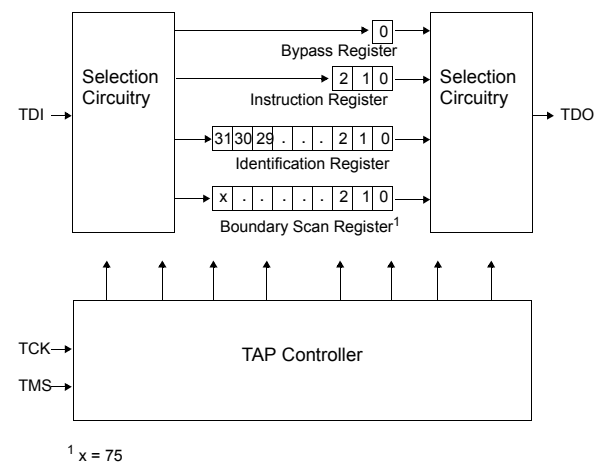 0
Bypass Register
Selection
Circuitry
2 1 0
Instruction Register
Selection
Circuitry
TDI
TDO
31 30 29 . . . 2 1 0
Identification Register
x . . . . . 2 1 0
Boundary Scan Register1
TCK
TMS
TAP Controller
1 x = 75